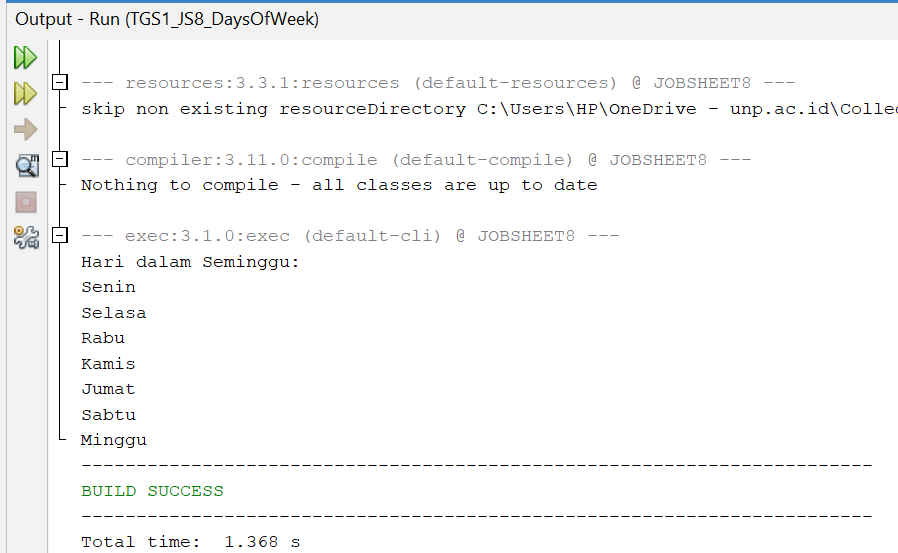 Output - Run (TGS1_JS8_DaysOfWeek)
--- resources:3.3.1:resources (default-resources) @ JOBSHEET8 ---
skip non existing resourceDirectory C:\Users\HP\OneDrive - unp.ac.id\Collec
--- compiler:3.11.0:compile (default-compile) @ JOBSHEET8 ---
Nothing to compile - all classes are up to date
--- exec:3.1.0:exec (default-cli) @ JOBSHEET8 ---
Hari dalam Seminggu:
Senin
Selasa
Rabu
Kamis
Jumat
Sabtu
Minggu
------------------------------------------------------------------------
BUILD SUCCESS
------------------------------------------------------------------------
Total time:  1.368 s